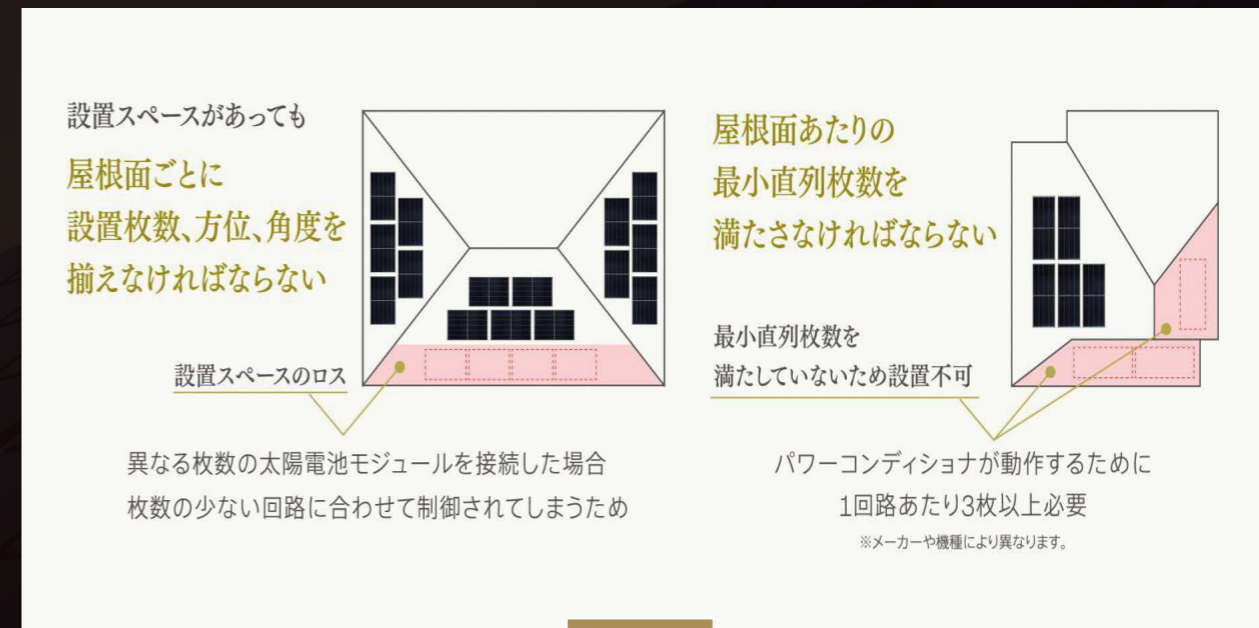 設置スペースがあっても
屋根面ごとに
設置枚数、方位、角度を
揃えなければならない
設置スペースのロス
異なる枚数の太陽電池モジュールを接続した場合
枚数の少ない回路に合わせて制御されてしまうため
屋根面あたりの
最小直列枚数を
満たさなければならない
最小直列枚数を
満たしていないため設置不可
パワーコンディショナが動作するために
1回路あたり3枚以上必要
※メーカーや機種により異なります。